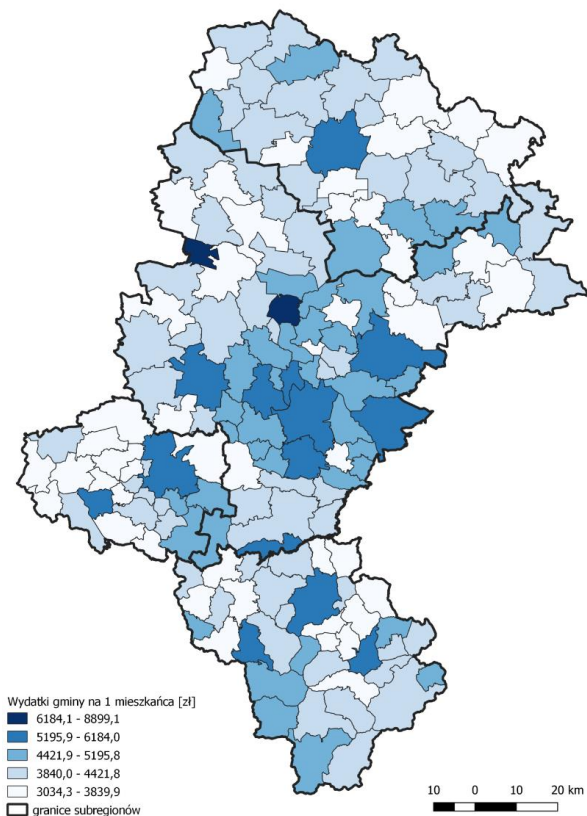 Wydatki gminy na 1 mieszkańca [zł]
6184,1 - 8899,1
5195,9 - 6184,0
4421,9 - 5195,8
3840,0 - 4421,8
3034,3 - 3839,9
granice subregionów
10 0 10 20 km